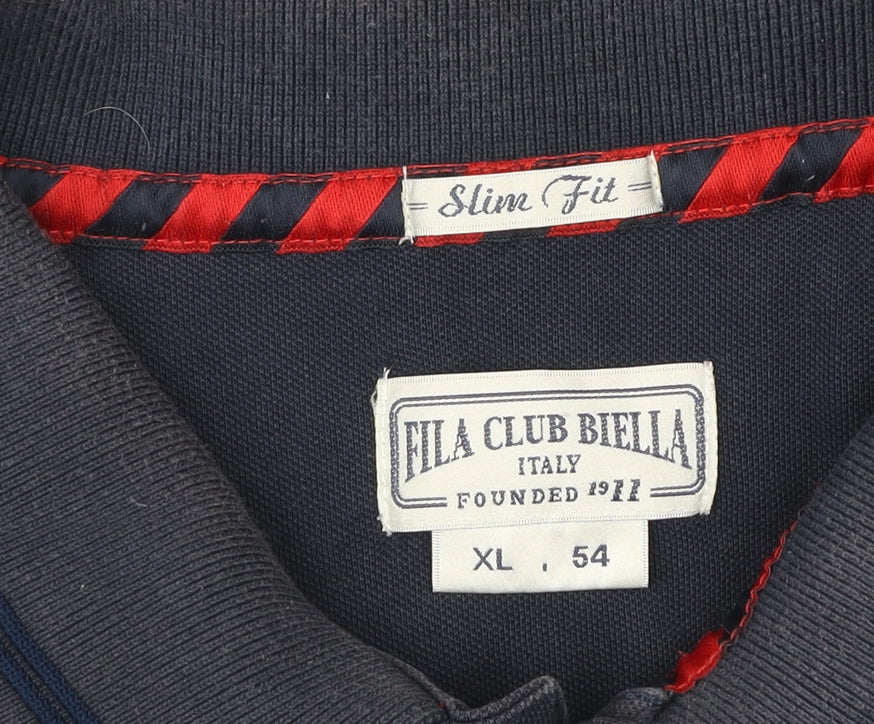 Slim Fit
FILA CLUB BIELLA
ITALY
FOUNDED 1911
XL . 54